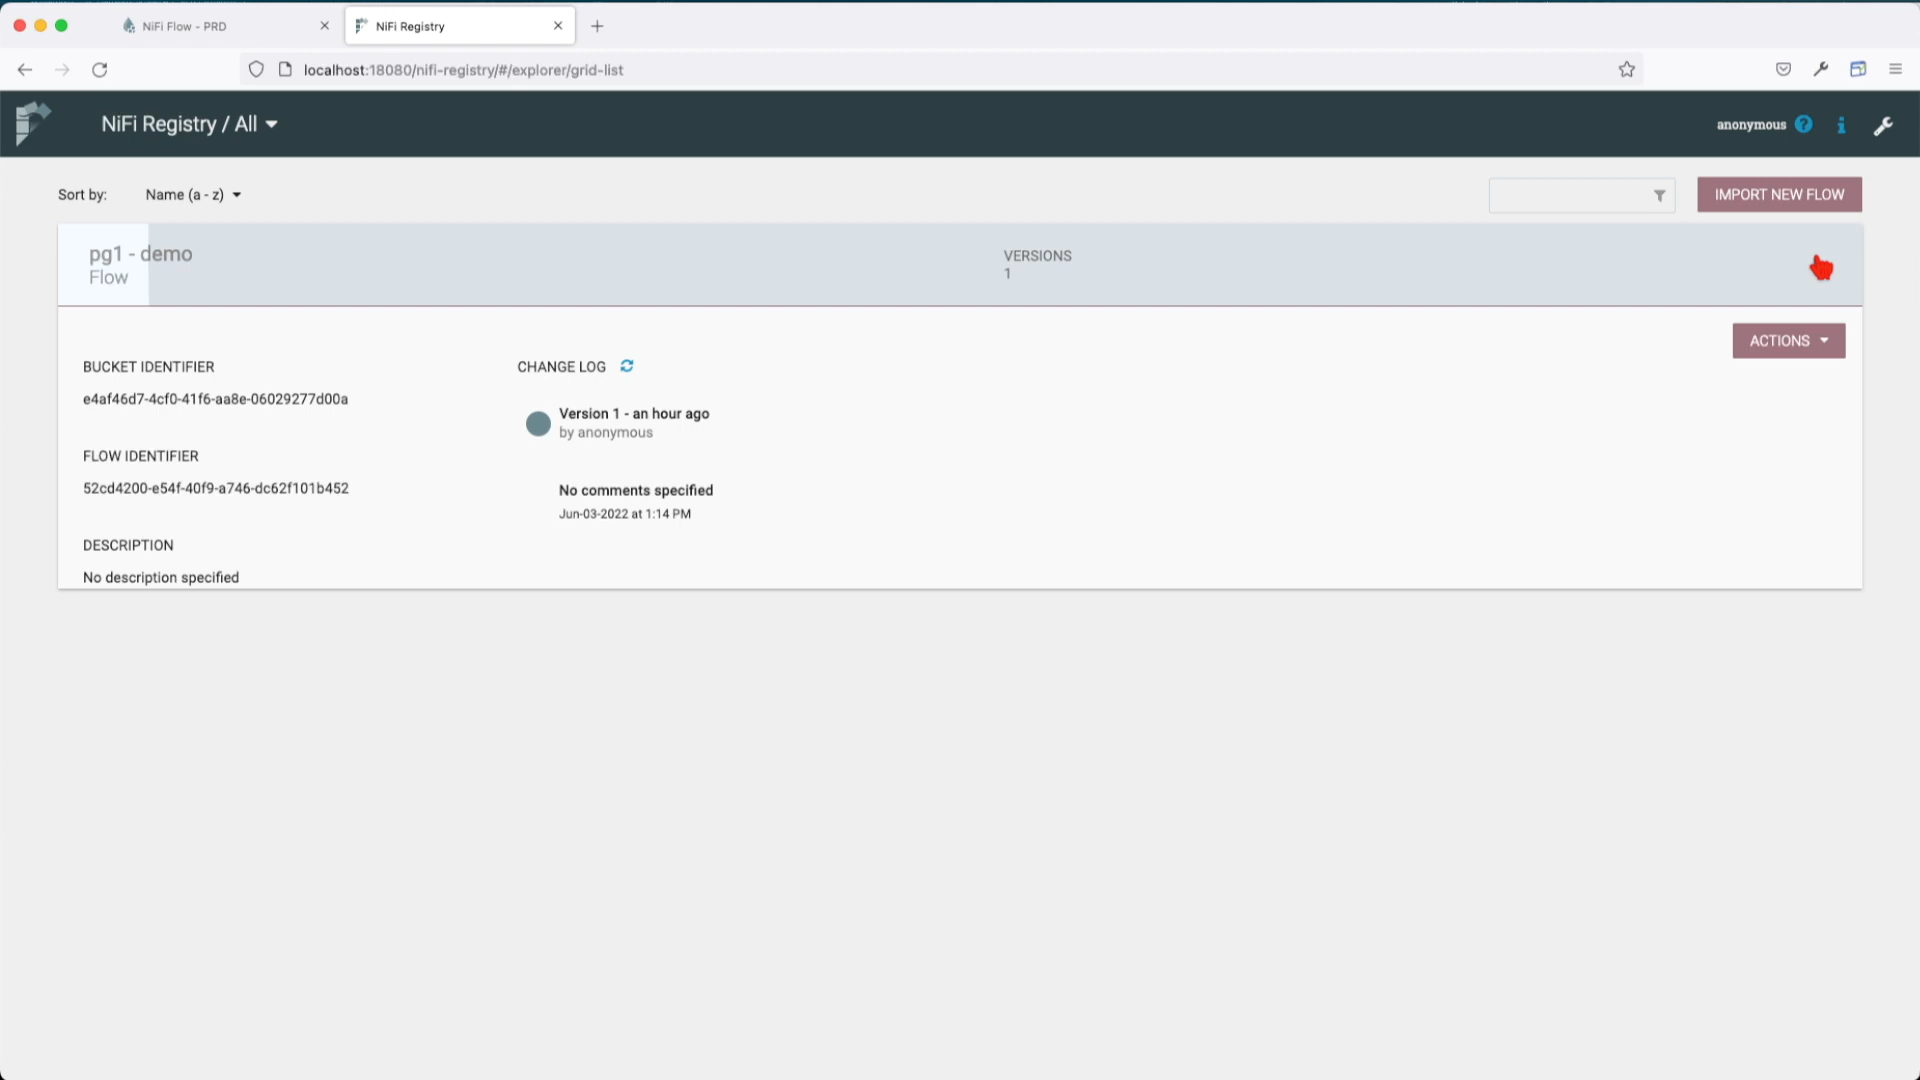 NiFi Flow - PRD
NiFi Registry
localhost:18080/nifi-registry/#/explorer/grid-list
NiFi Registry / All
anonymous
Sort by: Name (a - z)
IMPORT NEW FLOW
pg1 - demo
Flow
VERSIONS
1
ACTIONS
BUCKET IDENTIFIER
e4af46d7-4cf0-41f6-aa8e-06029277d00a
FLOW IDENTIFIER
52cd4200-e54f-40f9-a746-dc62f101b452
DESCRIPTION
No description specified
CHANGE LOG
Version 1 - an hour ago
by anonymous
No comments specified
Jun-03-2022 at 1:14 PM